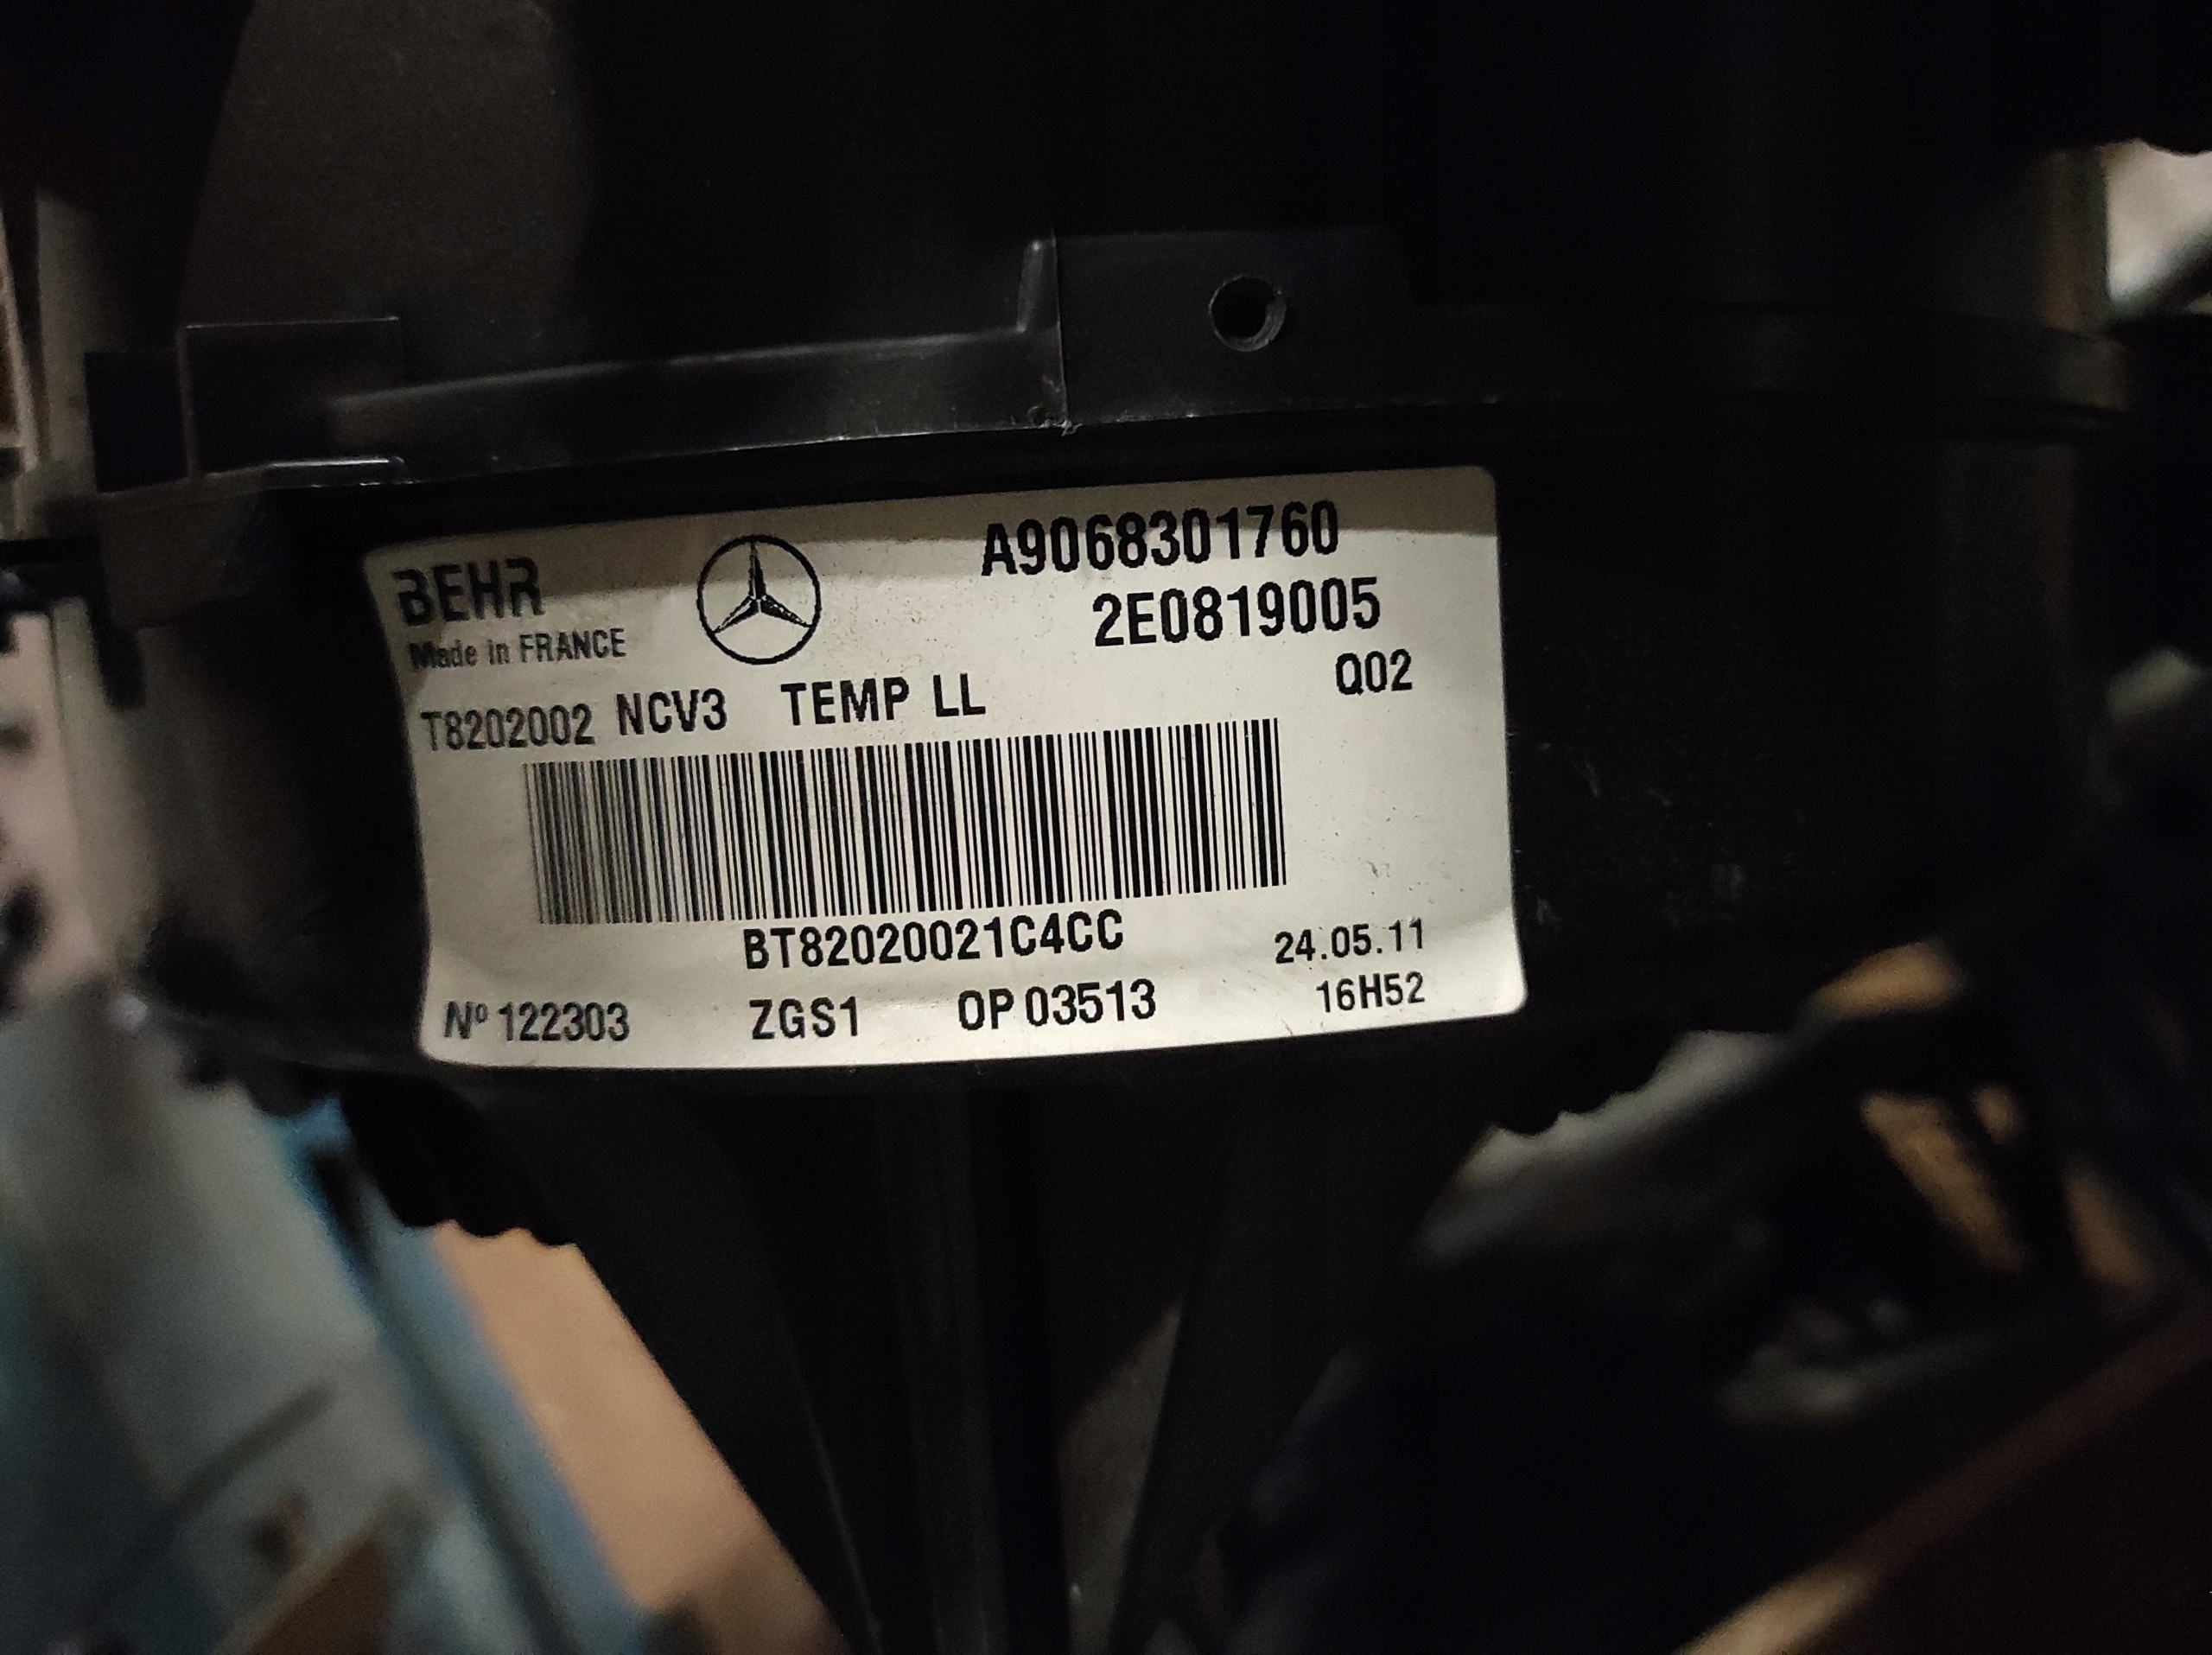 BEHR
Made in FRANCE
A9068301760
2E0819005
Q02
T8202002 NCV3 TEMP LL
BT82020021C4CC
24.05.11
16H52
Nº 122303 ZGS1 OP 03513